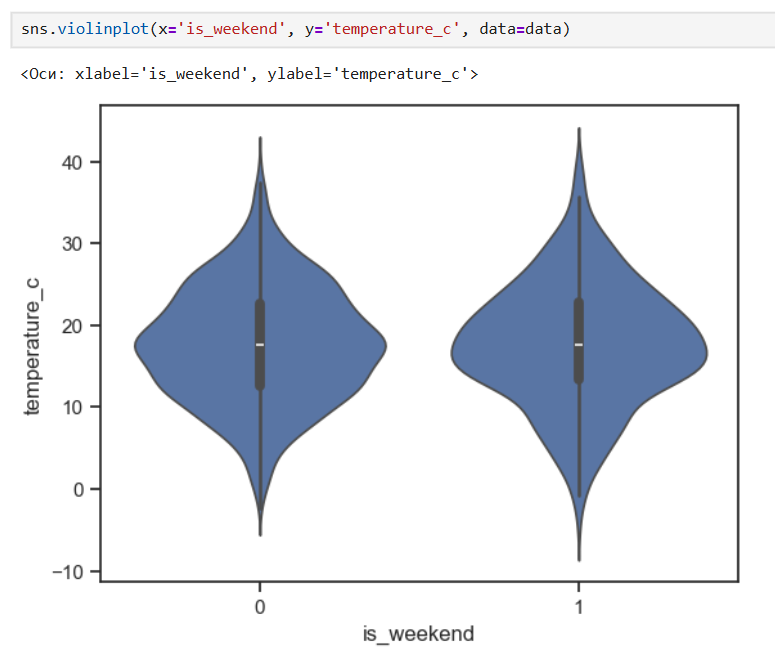 sns.violinplot(x='is_weekend', y='temperature_c', data=data)
<Оси: xlabel='is_weekend', ylabel='temperature_c'>
40
30
20
10
0
−10
temperature_c
0
1
is_weekend